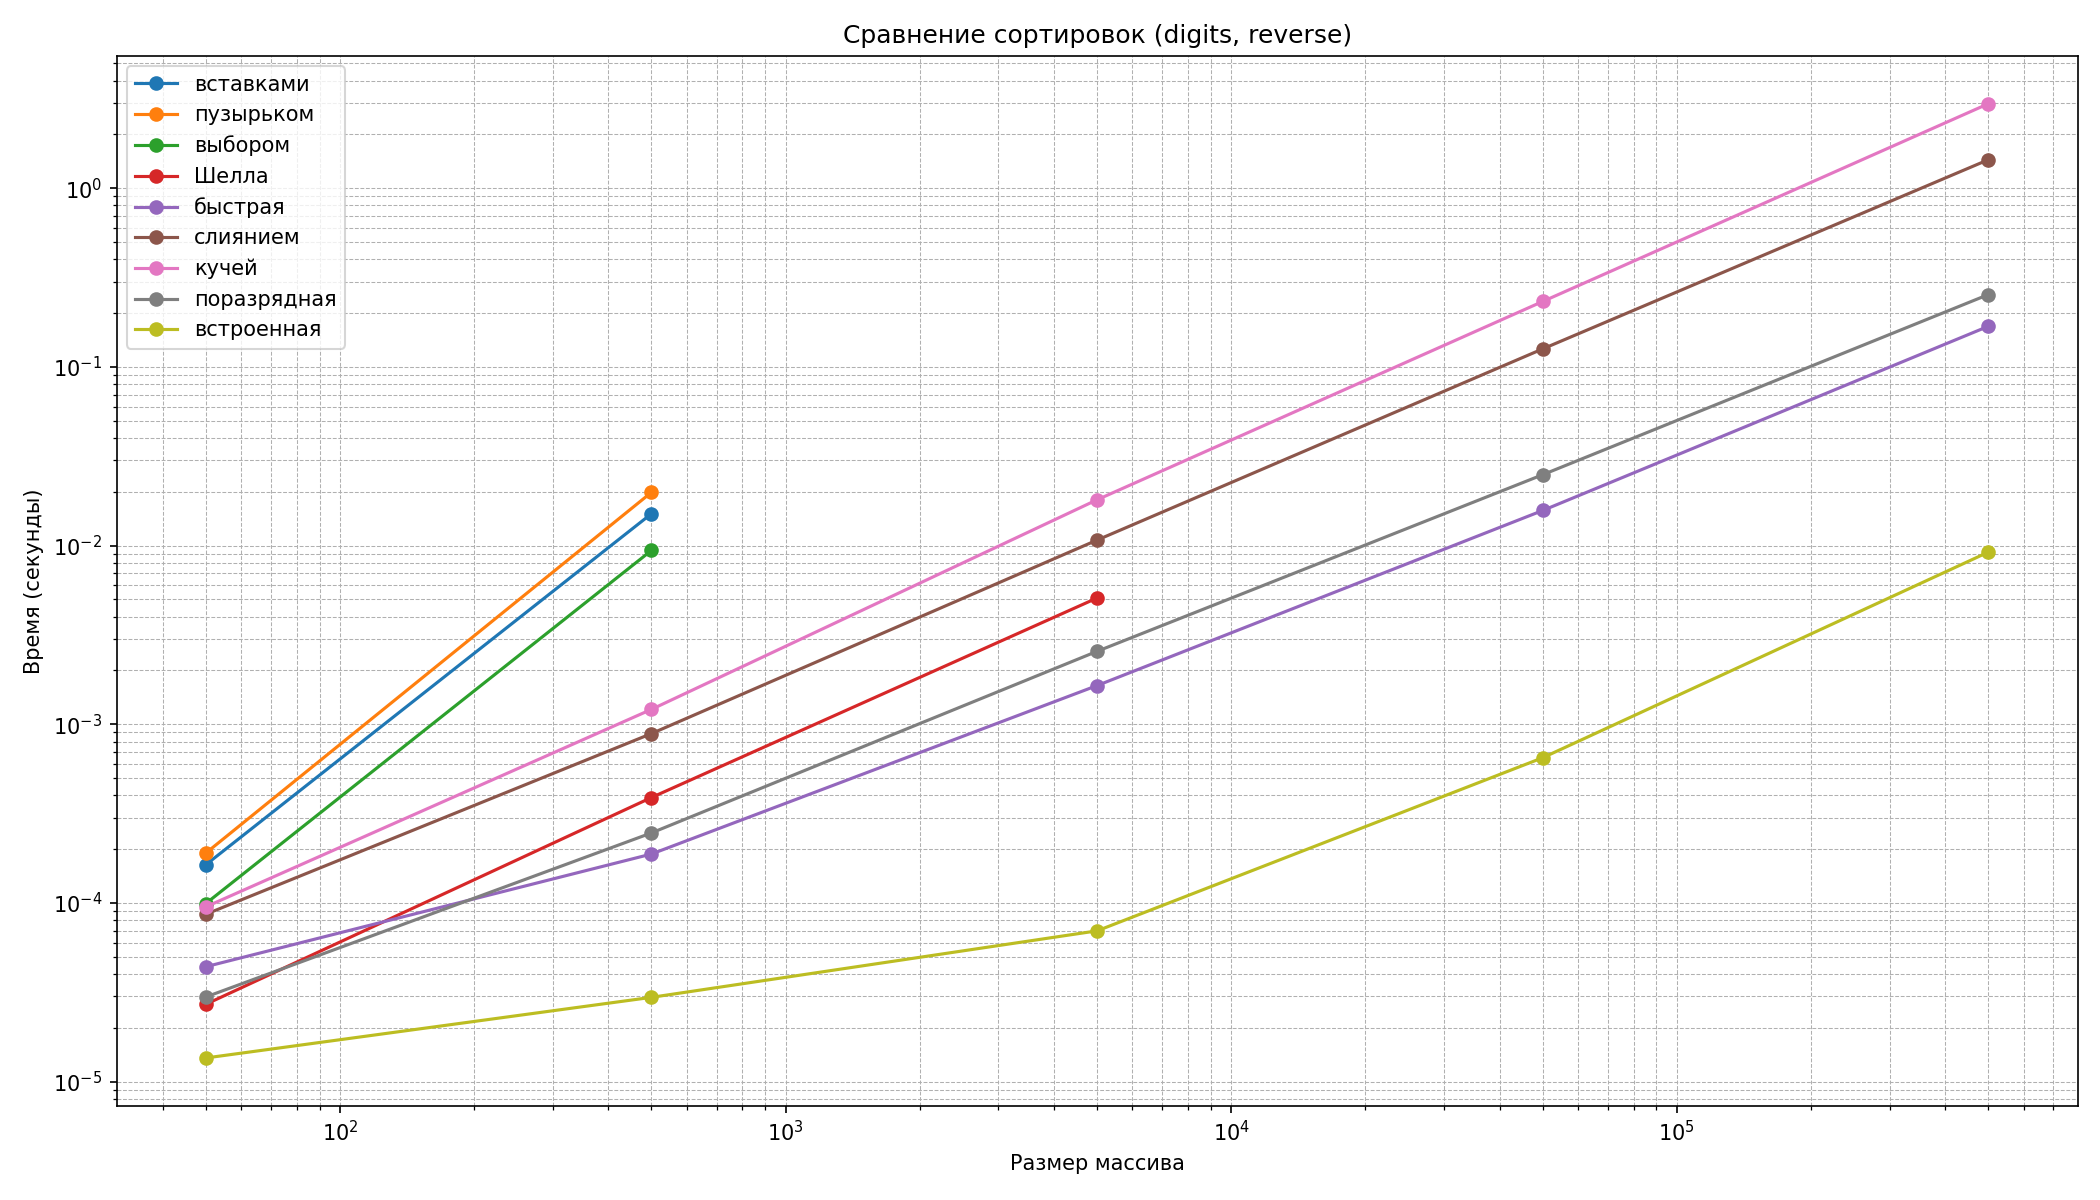 Сравнение сортировок (digits, reverse)
вставками
пузырьком
выбором
Шелла
быстрая
слиянием
кучей
поразрядная
встроенная
Время (секунды)
10⁰
10⁻¹
10⁻²
10⁻³
10⁻⁴
10⁻⁵
10² 10³ 10⁴ 10⁵
Размер массива